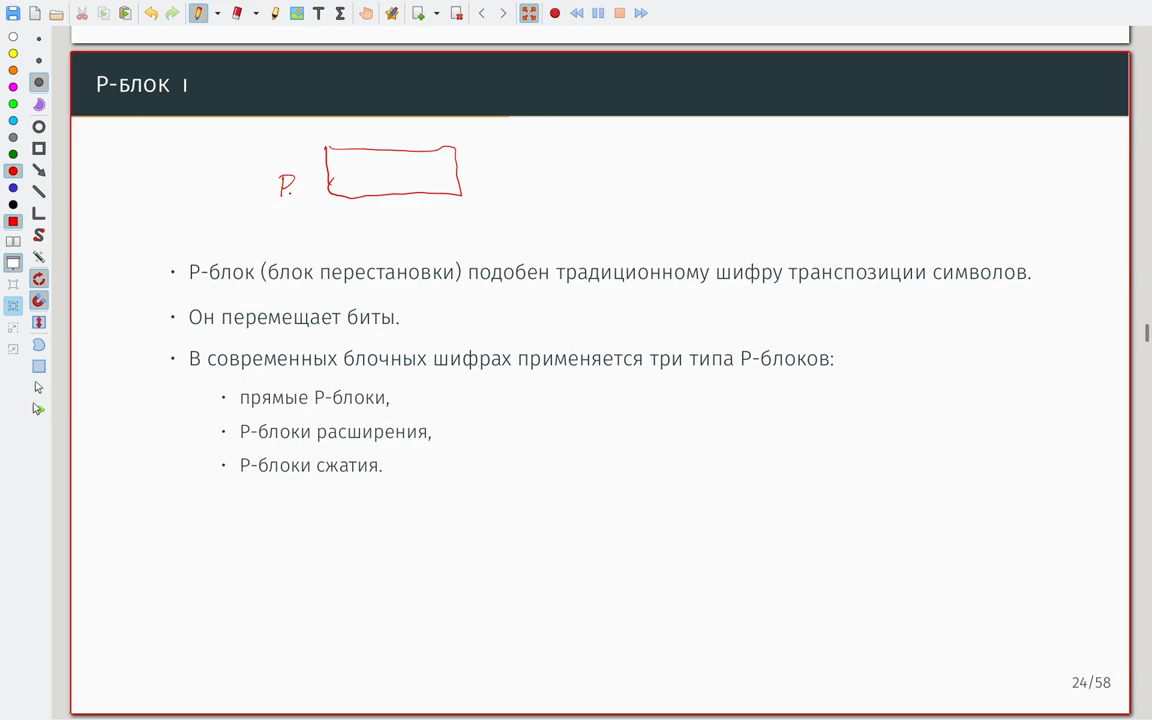 P-блок I
P.
• P-блок (блок перестановки) подобен традиционному шифру транспозиции символов.
• Он перемещает биты.
• В современных блочных шифрах применяется три типа P-блоков:
• прямые P-блоки,
• P-блоки расширения,
• P-блоки сжатия.
24/58